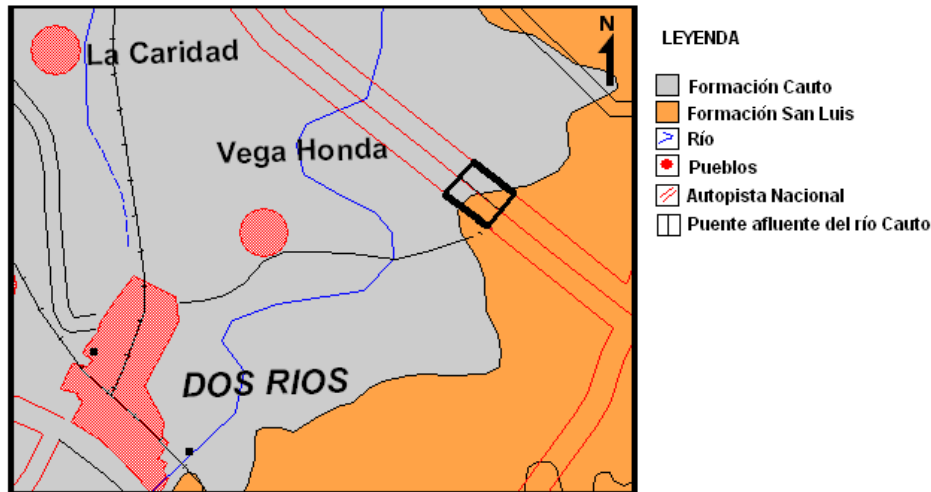 La Caridad
N
Vega Honda
DOS RIOS
LEYENDA
Formación Cauto
Formación San Luis
Río
Pueblos
Autopista Nacional
Puente afluente del río Cauto